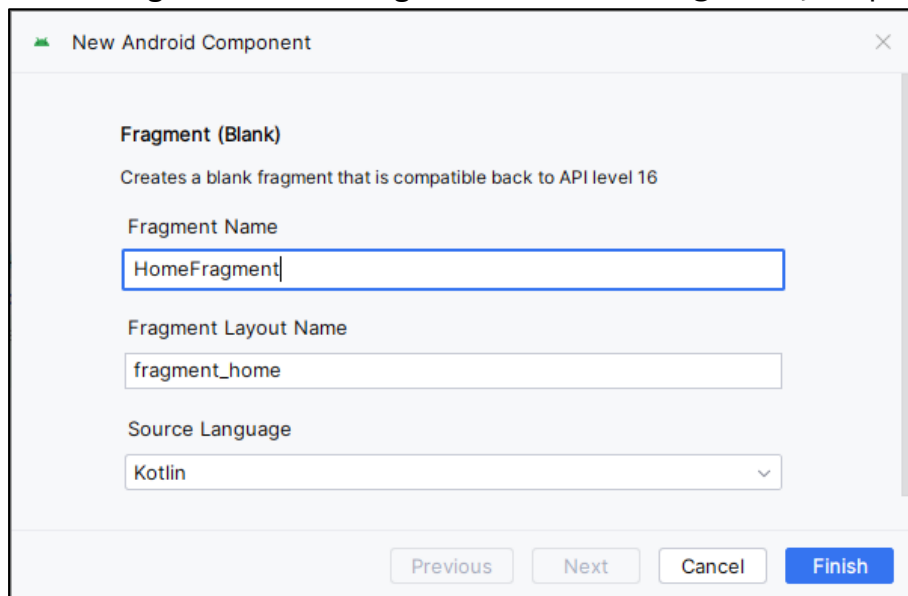 New Android Component
Fragment (Blank)
Creates a blank fragment that is compatible back to API level 16
Fragment Name
HomeFragment
Fragment Layout Name
fragment_home
Source Language
Kotlin
Previous Next Cancel Finish